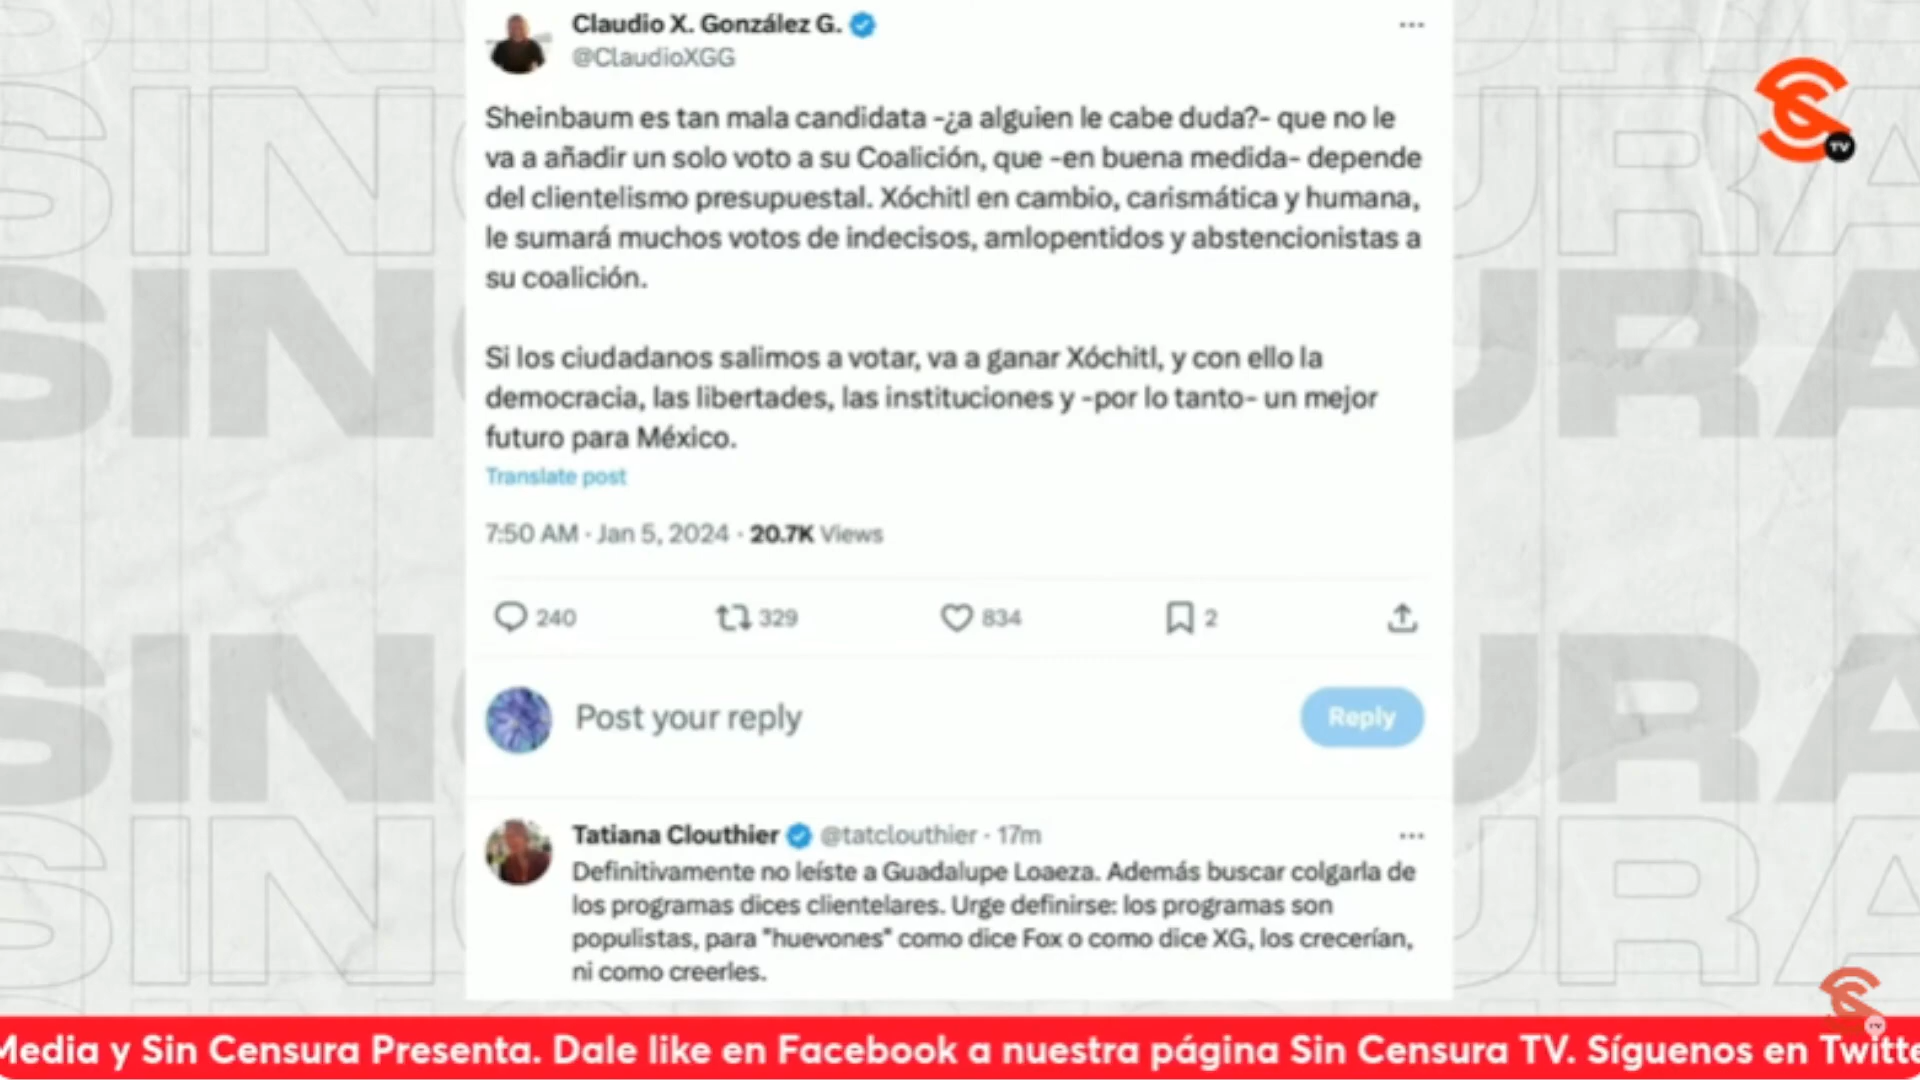 Claudio X. González G.
@ClaudioXGG
Sheinbaum es tan mala candidata -¿a alguien le cabe duda?- que no le
va a añadir un solo voto a su Coalición, que -en buena medida- depende
del clientelismo presupuestal. Xóchitl en cambio, carismática y humana,
le sumará muchos votos de indecisos, amlopentidos y abstencionistas a
su coalición.
Si los ciudadanos salimos a votar, va a ganar Xóchitl, y con ello la
democracia, las libertades, las instituciones y -por lo tanto- un mejor
futuro para México.
Translate post
7:50 AM · Jan 5, 2024 · 20.7K Views
240 329 834 2
Post your reply
Reply
Tatiana Clouthier @tatclouthier · 17m
Definitivamente no leíste a Guadalupe Loaeza. Además buscar colgarla de
los programas dices clientelares. Urge definirse: los programas son
populistas, para "huevones" como dice Fox o como dice XG, los crecerían,
ni como creerles.
TV
SIN
URA
SIN
URA
TV
Media y Sin Censura Presenta. Dale like en Facebook a nuestra página Sin Censura TV. Síguenos en Twitte